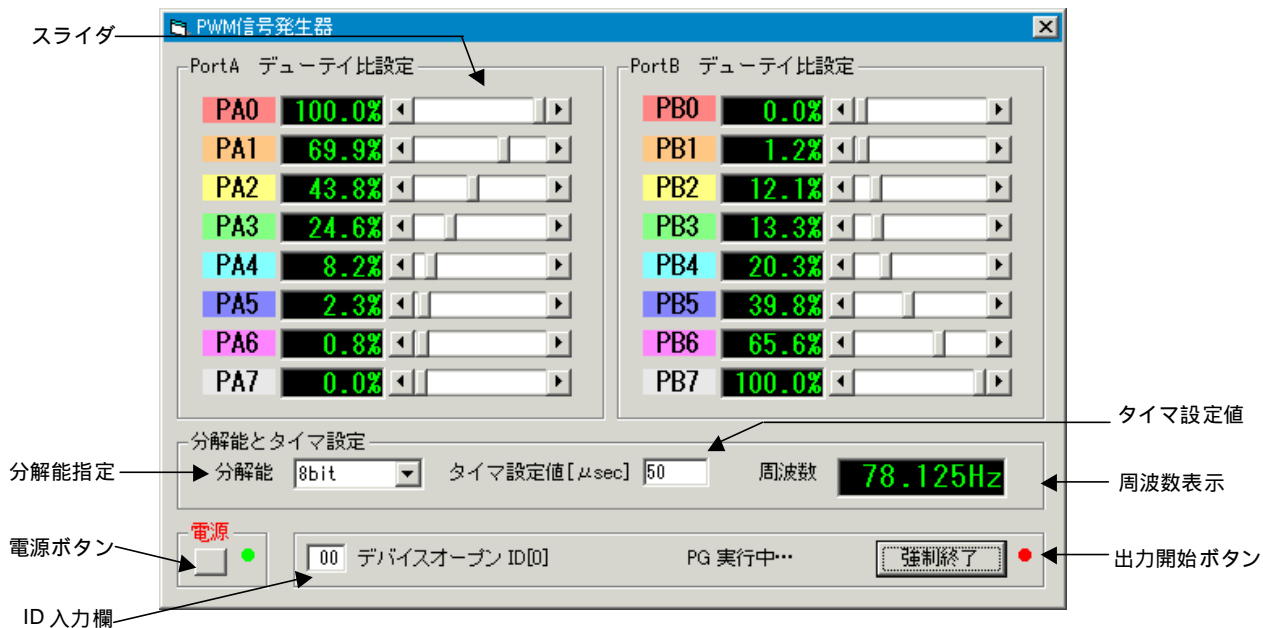 スライダ
PWM信号発生器
PortA デューテイ比設定
PA0 100.0%
PA1 69.9%
PA2 43.8%
PA3 24.6%
PA4 8.2%
PA5 2.3%
PA6 0.8%
PA7 0.0%
PortB デューテイ比設定
PB0 0.0%
PB1 1.2%
PB2 12.1%
PB3 13.3%
PB4 20.3%
PB5 39.8%
PB6 65.6%
PB7 100.0%
タイマ設定値
分解能とタイマ設定
分解能指定
分解能 8bit タイマ設定値[μsec] 50 周波数 78.125Hz
周波数表示
電源ボタン
電源
00 デバイスオープン ID[0] PG 実行中… 強制終了
出力開始ボタン
ID 入力欄